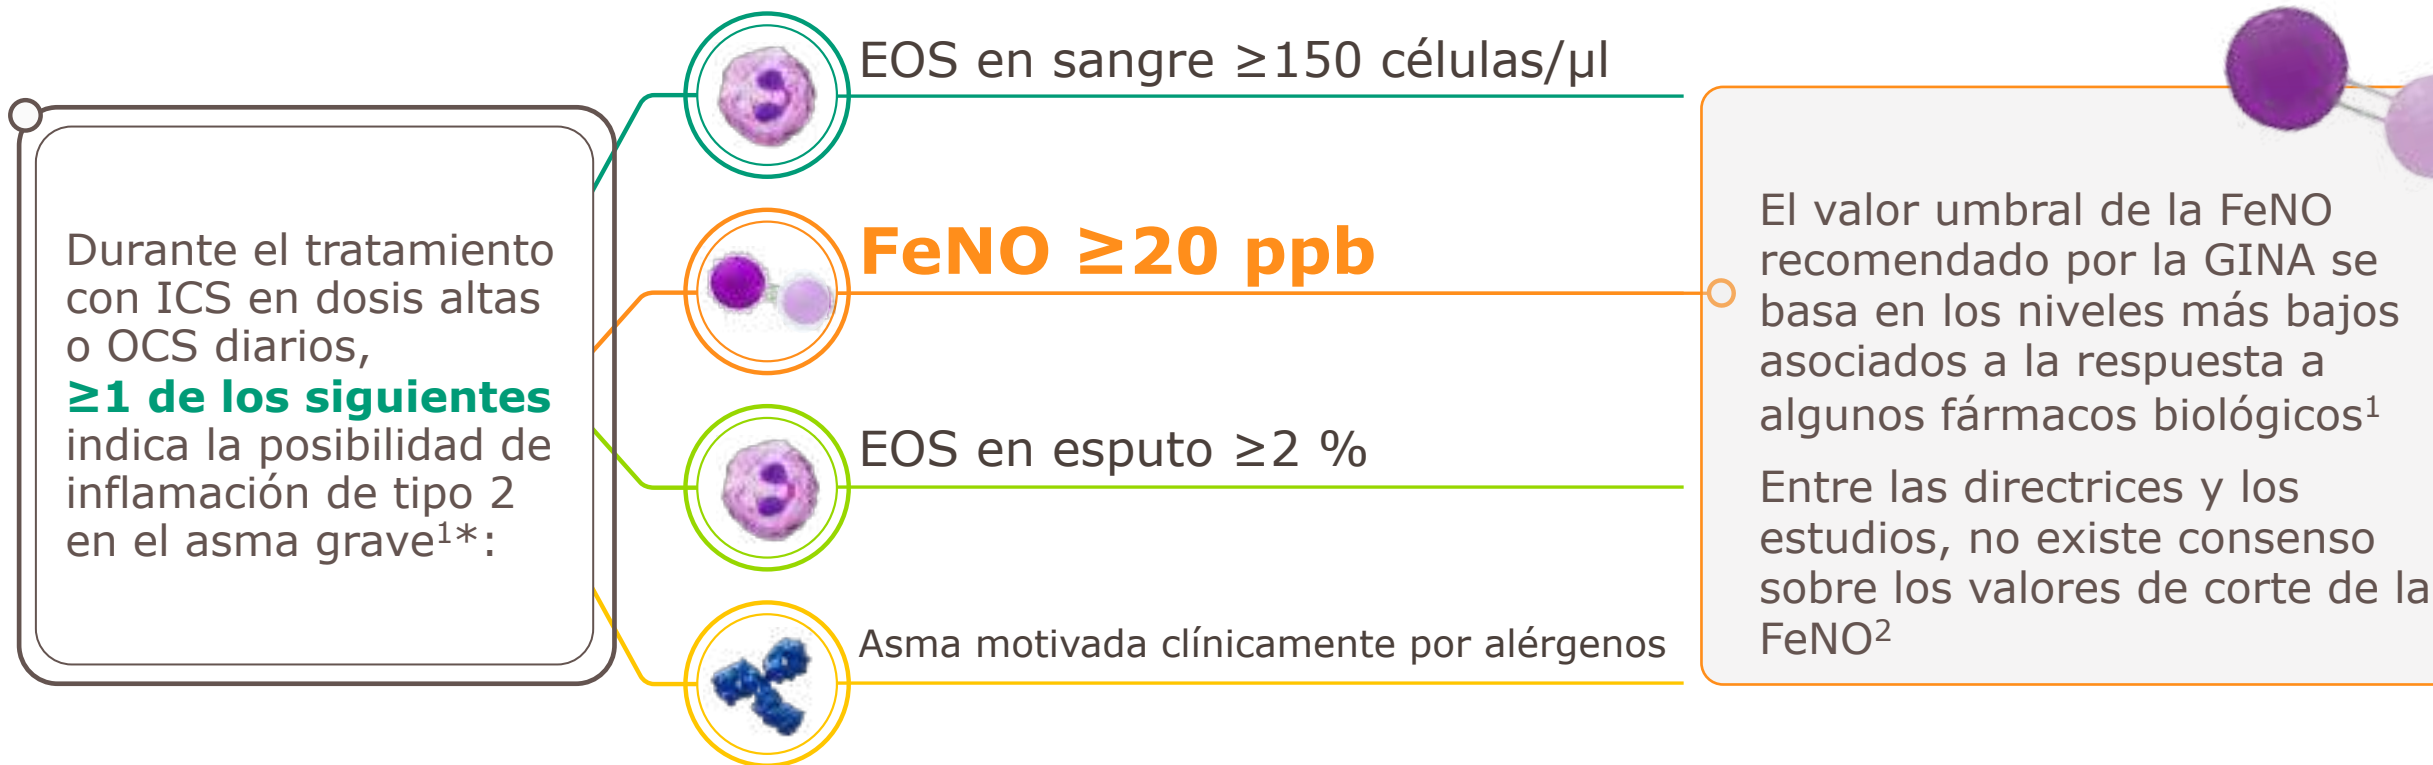 Durante el tratamiento
con ICS en dosis altas
o OCS diarios,
≥1 de los siguientes
indica la posibilidad de
inflamación de tipo 2
en el asma grave¹*:
EOS en sangre ≥150 células/µl
FeNO ≥20 ppb
EOS en esputo ≥2 %
Asma motivada clínicamente por alérgenos
El valor umbral de la FeNO
recomendado por la GINA se
basa en los niveles más bajos
asociados a la respuesta a
algunos fármacos biológicos¹
Entre las directrices y los
estudios, no existe consenso
sobre los valores de corte de la
FeNO²